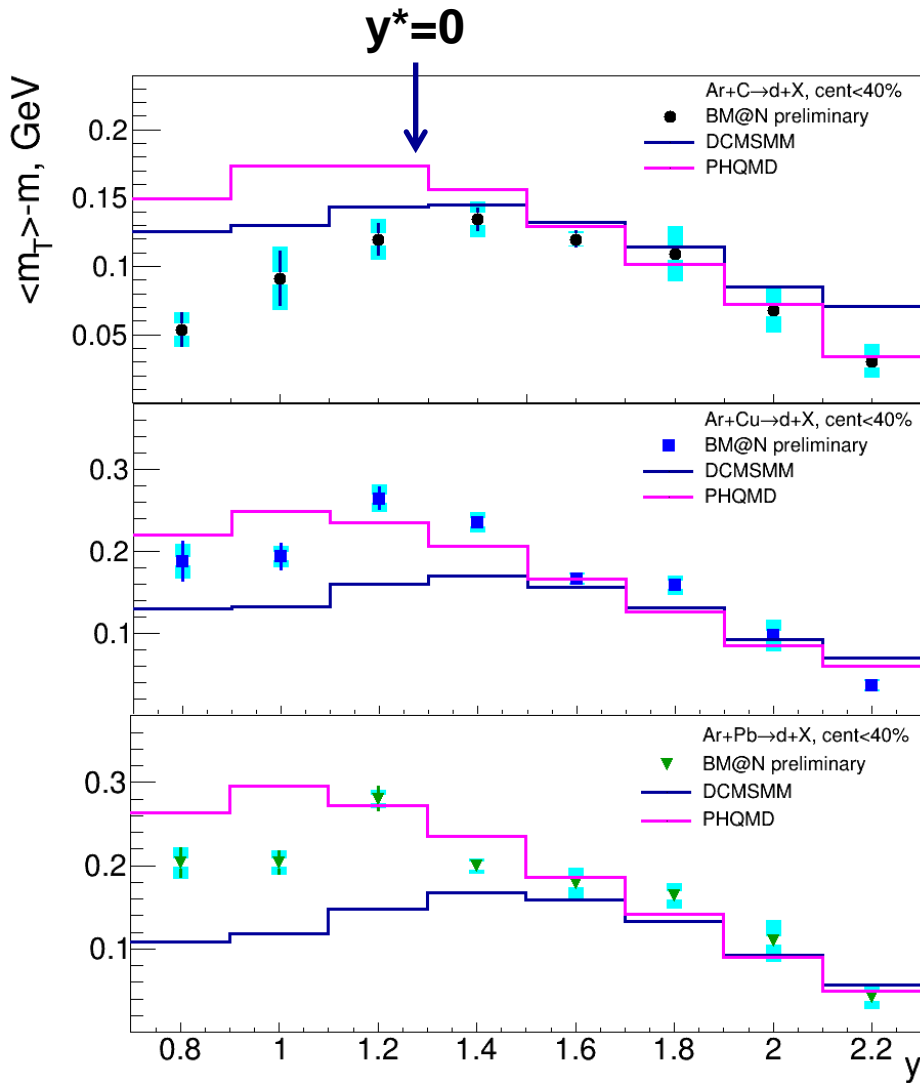 y*=0
<m_T>-m, GeV
Ar+C→d+X, cent<40%
BM@N preliminary
DCMSMM
PHQMD
0.2
0.15
0.1
0.05
Ar+Cu→d+X, cent<40%
BM@N preliminary
DCMSMM
PHQMD
0.3
0.2
0.1
Ar+Pb→d+X, cent<40%
BM@N preliminary
DCMSMM
PHQMD
0.3
0.2
0.1
0.8 1 1.2 1.4 1.6 1.8 2 2.2
y